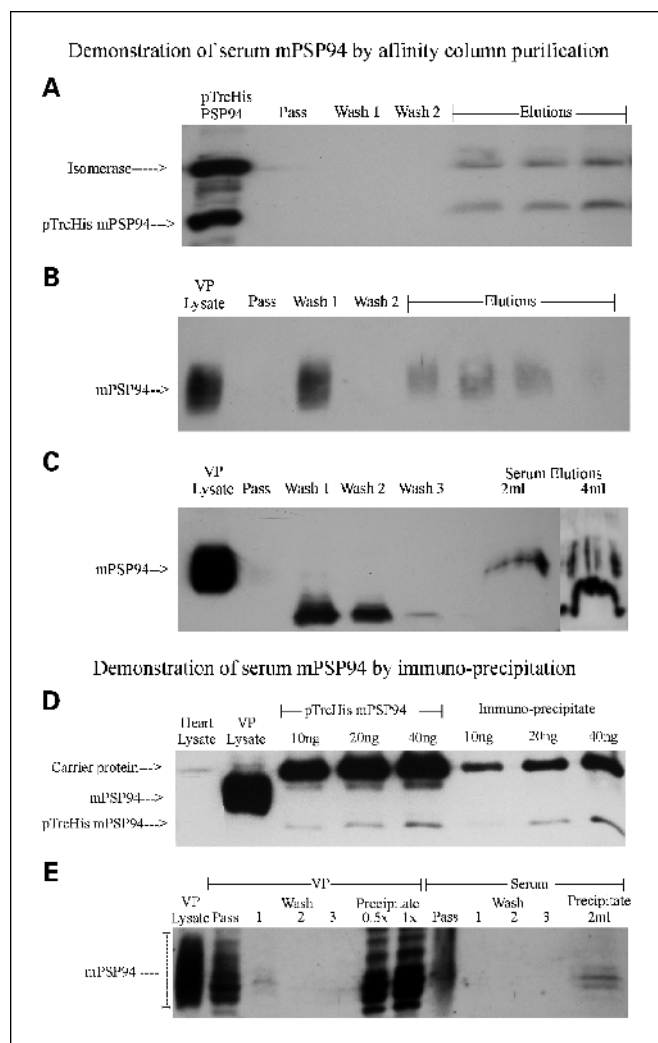 Demonstration of serum mPSP94 by affinity column purification
A
pTrcHis
PSP94
Pass
Wash 1
Wash 2
Elutions
Isomerase----->
pTrcHis mPSP94--->
B
VP
Lysate
Pass
Wash 1
Wash 2
Elutions
mPSP94-->
C
VP
Lysate
Pass
Wash 1
Wash 2
Wash 3
Serum Elutions
2ml
4ml
mPSP94--->
Demonstration of serum mPSP94 by immuno-precipitation
D
Heart
Lysate
VP
Lysate
pTrcHis mPSP94
10ng
20ng
40ng
Immuno-precipitate
10ng
20ng
40ng
Carrier protein--->
mPSP94---->
pTrcHis mPSP94--->
E
VP
Serum
VP
Lysate
Pass
Wash
1
2
3
Precipitate
0.5x
1x
Pass
Wash
1
2
3
Precipitate
2ml
mPSP94 ----